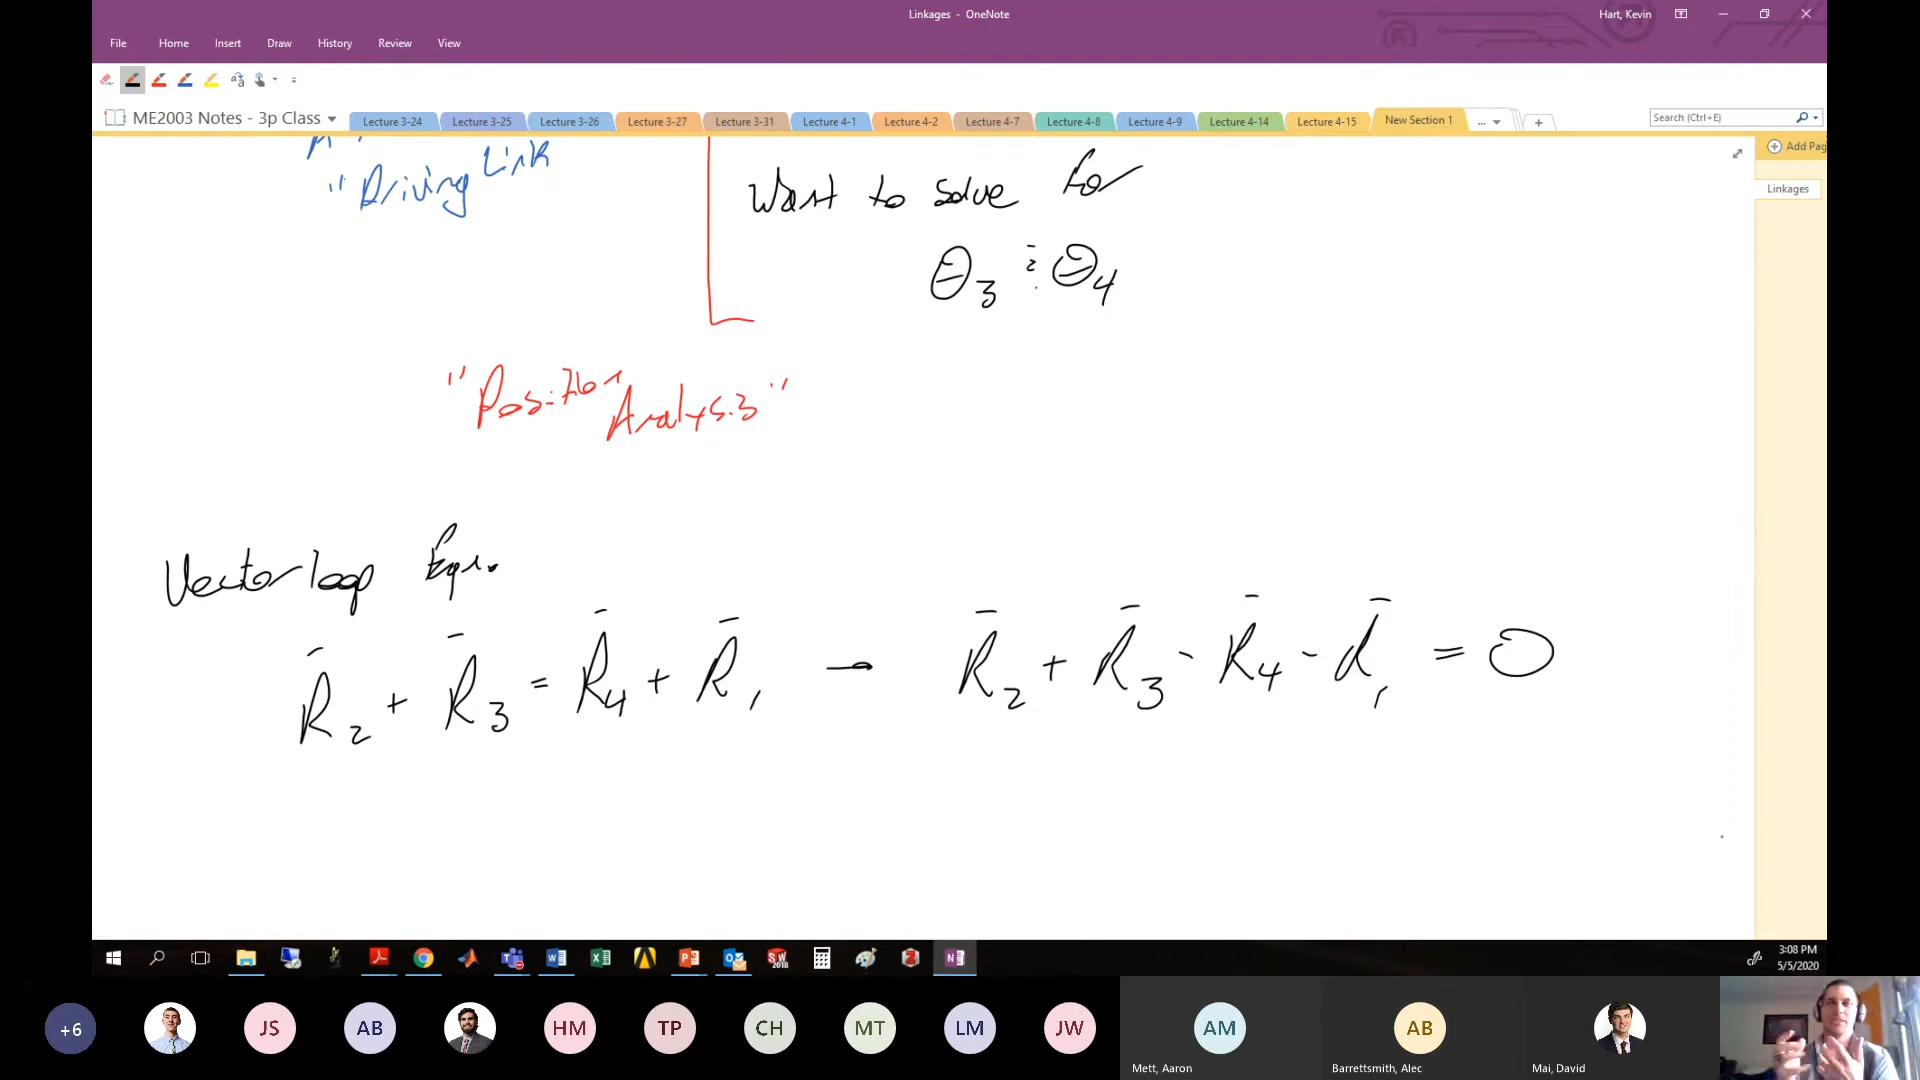 Linkages - OneNote
Hart, Kevin
File Home Insert Draw History Review View
ME2003 Notes - 3p Class
Lecture 3-24 Lecture 3-25 Lecture 3-26 Lecture 3-27 Lecture 3-31 Lecture 4-1 Lecture 4-2 Lecture 4-7 Lecture 4-8 Lecture 4-9 Lecture 4-14 Lecture 4-15 New Section 1 ...
Search (Ctrl+E)
Add Pag
Linkages
"Driving Link
Want to solve for
θ3 & θ4
"Position Analysis"
Vector loop Eqn.
R̄2 + R̄3 = R̄4 + R̄1 → R̄2 + R̄3 - R̄4 - d̄1 = 0
SW
2018
3:08 PM
5/5/2020
+6 JS AB HM TP CH MT LM JW AM AB
Mett, Aaron Barrettsmith, Alec Mai, David